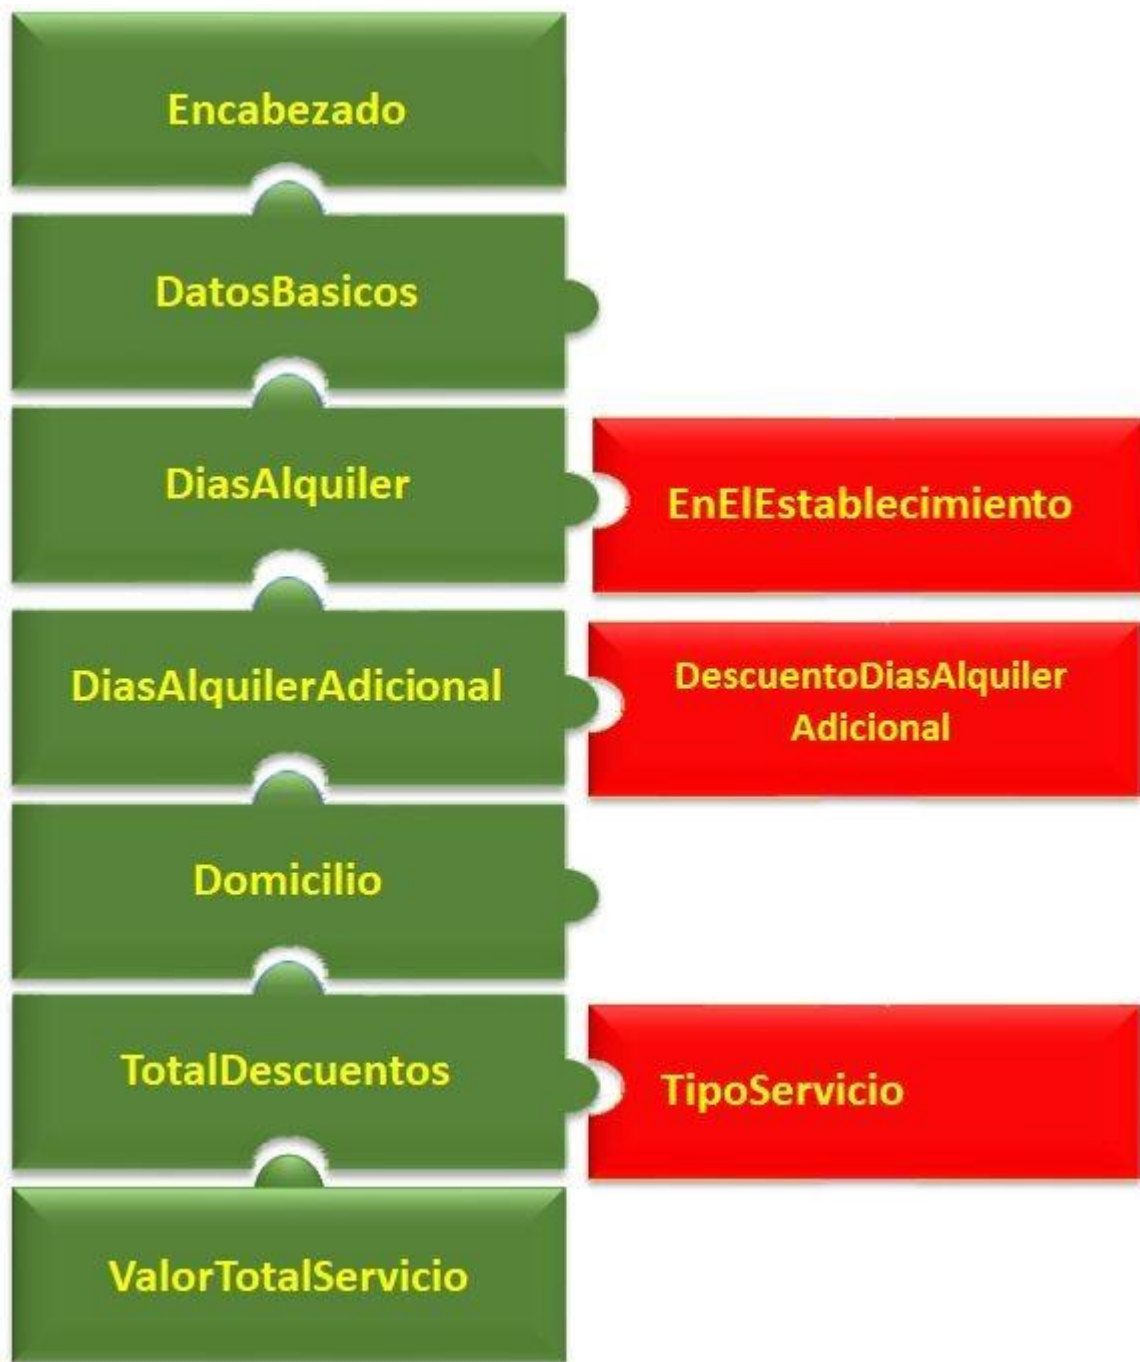 Encabezado
DatosBasicos
DiasAlquiler
EnElEstablecimiento
DiasAlquilerAdicional
DescuentoDiasAlquiler
Adicional
Domicilio
TotalDescuentos
TipoServicio
ValorTotalServicio